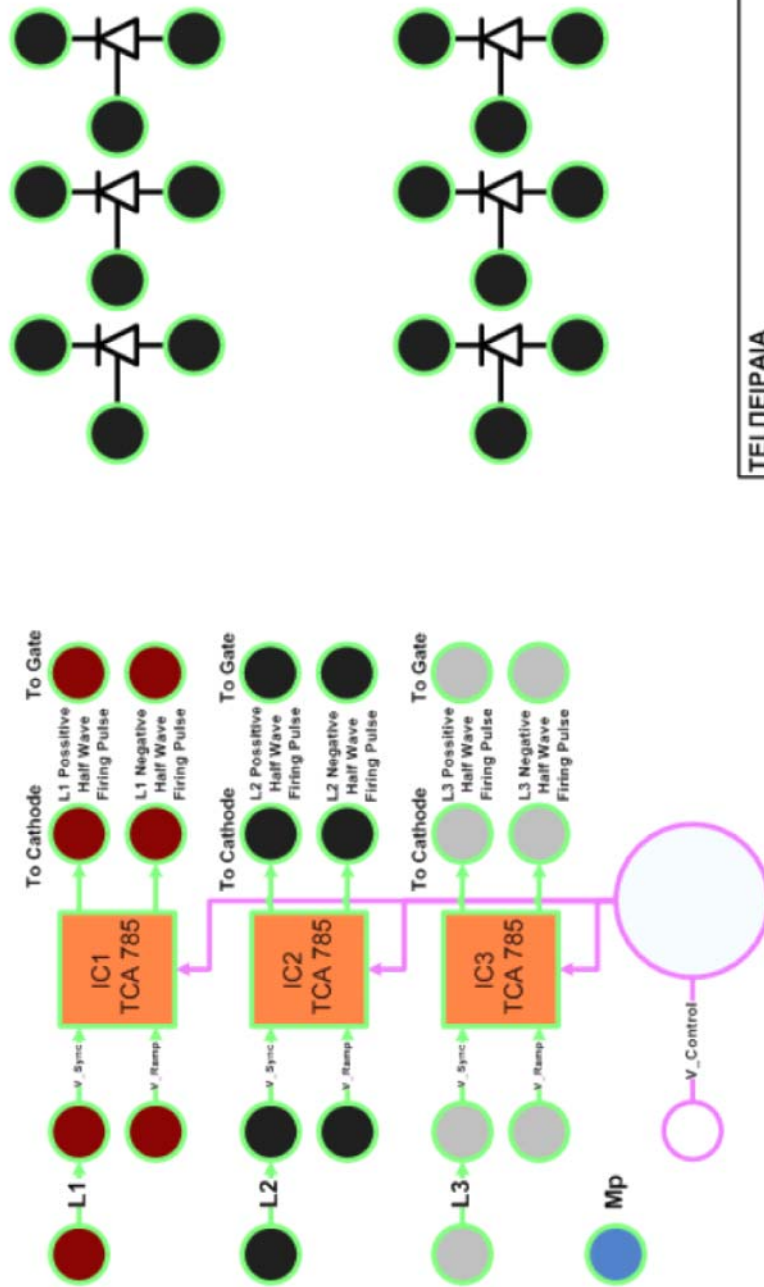 To Cathode
To Gate
L1
V_Sync
V_Ramp
IC1
TCA 785
L1 Possitive
Half Wave
Firing Pulse
L1 Negative
Half Wave
Firing Pulse
To Cathode
To Gate
L2
V_Sync
V_Ramp
IC2
TCA 785
L2 Possitive
Half Wave
Firing Pulse
L2 Negative
Half Wave
Firing Pulse
To Cathode
To Gate
L3
V_Sync
V_Ramp
IC3
TCA 785
L3 Possitive
Half Wave
Firing Pulse
L3 Negative
Half Wave
Firing Pulse
Mp
V_Control
ΤΕΙ ΠΕΙΡΑΙΑ